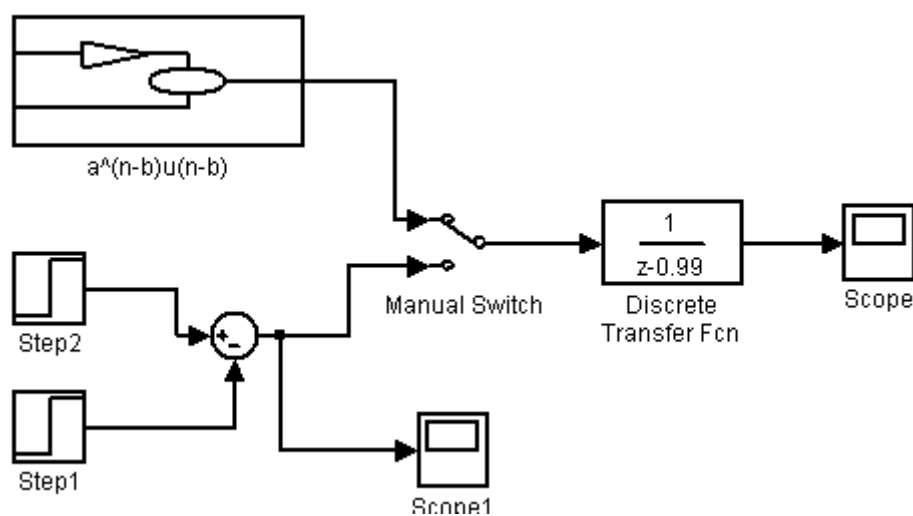 a^(n-b)u(n-b)
1
z-0.99
Manual Switch
Discrete
Transfer Fcn
Scope
Step2
+
-
Step1
Scope1